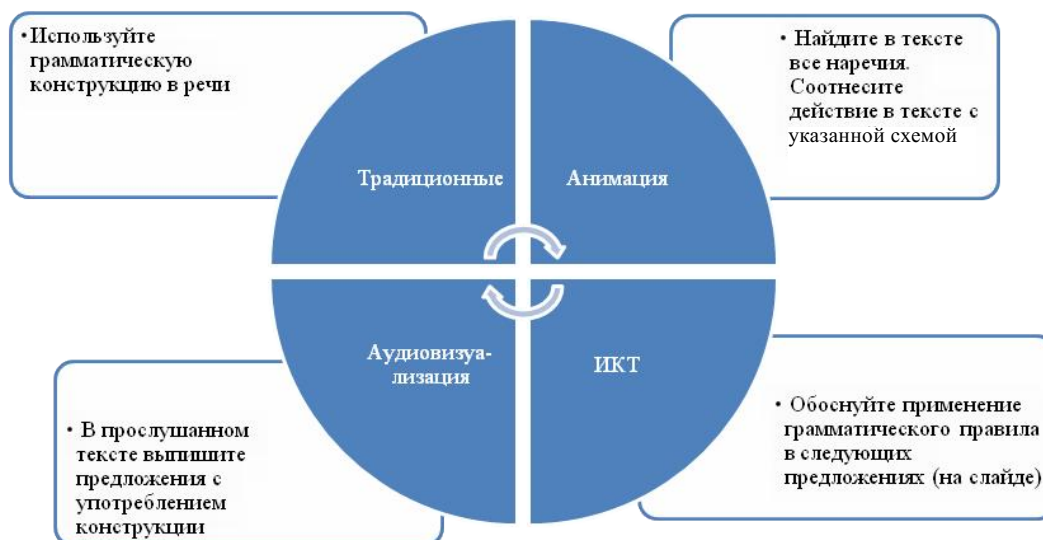 • Используйте
грамматическую
конструкцию в речи
• Найдите в тексте
все наречия.
Соотнесите
действие в тексте с
указанной схемой
Традиционные
Анимация
Аудиовизуа-
лизация
ИКТ
• В прослушанном
тексте выпишите
предложения с
употреблением
конструкции
• Обоснуйте применение
грамматического правила
в следующих
предложениях (на слайде)